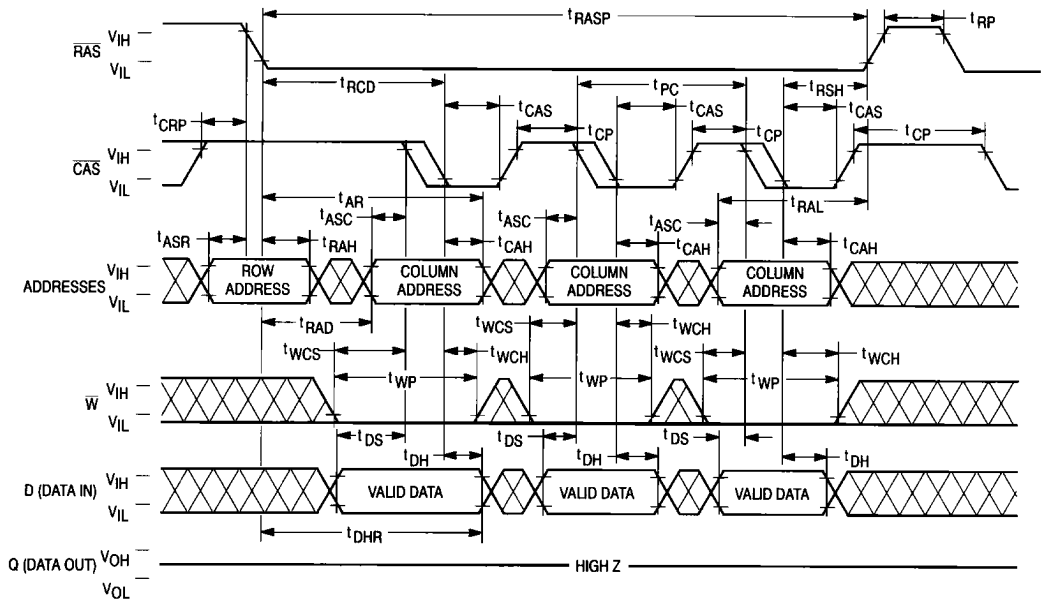 tRASP
tRP
RAS
VIH
VIL
tRCD
tPC
tRSH
tCRP
tCAS
tCAS
tCAS
tCP
tCP
tCP
CAS
VIH
VIL
tAR
tRAL
tASC
tASC
tASC
tASR
tRAH
tCAH
tCAH
tCAH
ADDRESSES
VIH
VIL
ROW ADDRESS
COLUMN ADDRESS
COLUMN ADDRESS
COLUMN ADDRESS
tRAD
tWCS
tWCH
tWCS
tWCH
tWCS
tWCH
tWP
tWP
tWP
W
VIH
VIL
tDS
tDS
tDS
tDH
tDH
tDH
D (DATA IN)
VIH
VIL
VALID DATA
VALID DATA
VALID DATA
tDHR
Q (DATA OUT)
VOH
VOL
HIGH Z